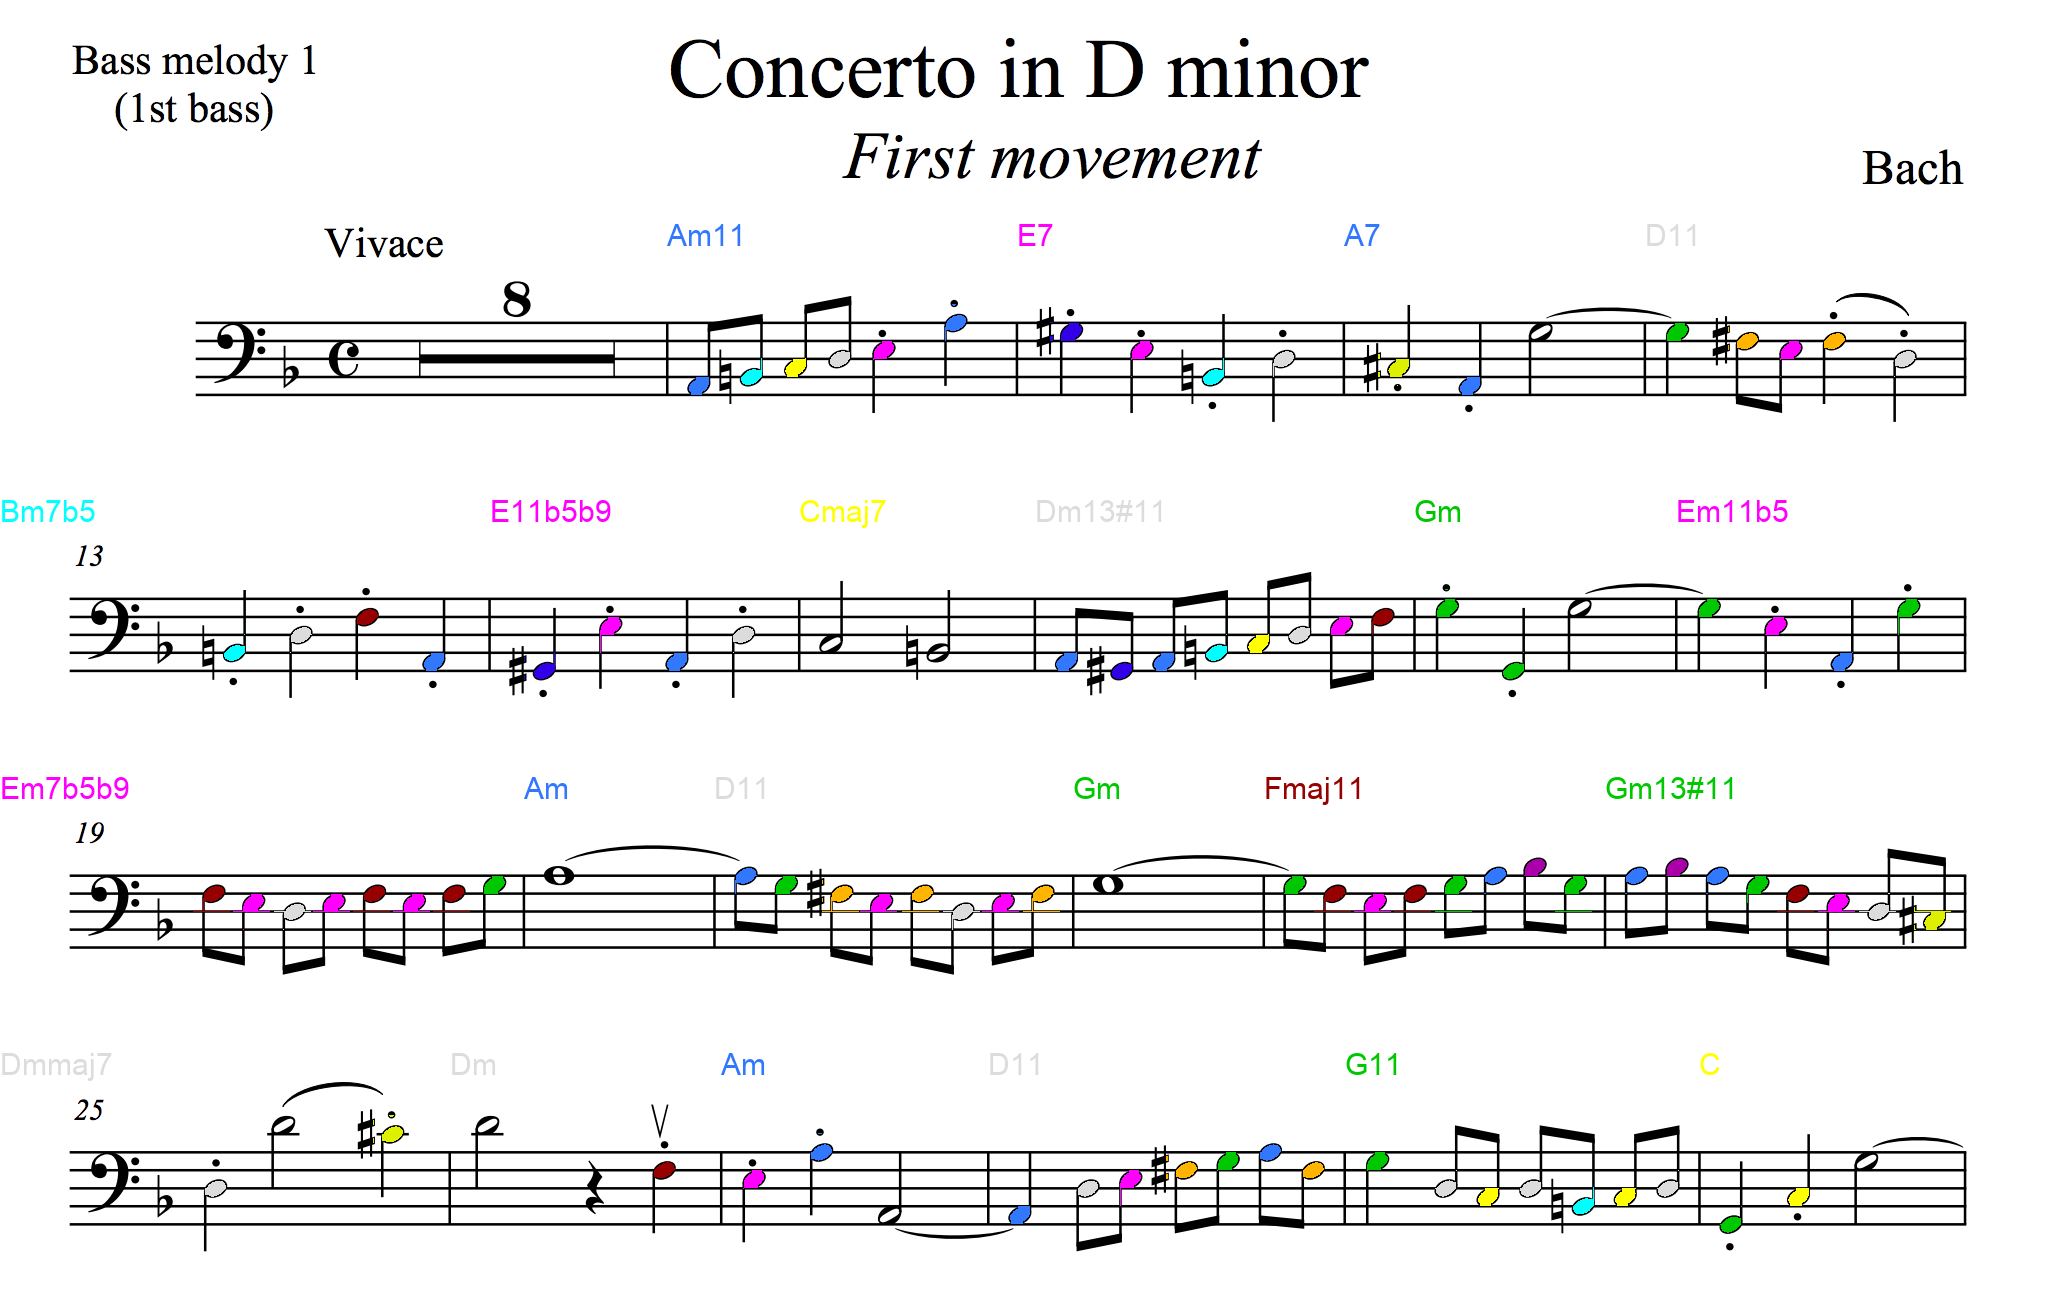 Bass melody 1
(1st bass)
Concerto in D minor
First movement
Bach
Vivace
Am11 E7 A7 D11
8
Bm7b5 E11b5b9 Cmaj7 Dm13#11 Gm Em11b5
13
Em7b5b9 Am D11 Gm Fmaj11 Gm13#11
19
Dmmaj7 Dm Am D11 G11 C
25